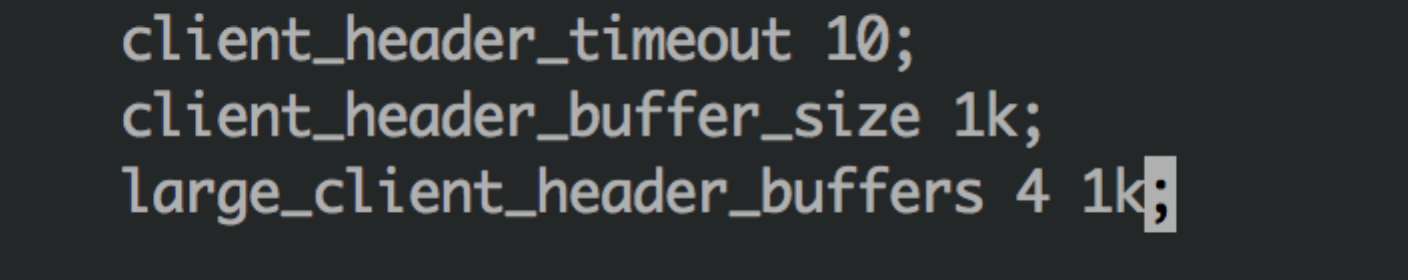 client_header_timeout 10;
client_header_buffer_size 1k;
large_client_header_buffers 4 1k;